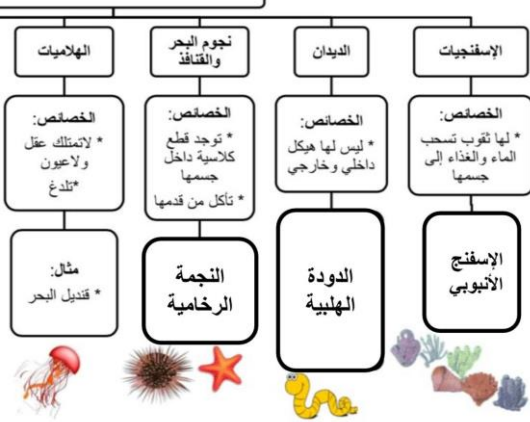 الإسفنجيات
الديدان
نجوم البحر
والقنافذ
الهلاميات
الخصائص:
* لها ثقوب تسحب
الماء والغذاء إلى
جسمها
الخصائص:
* ليس لها هيكل
داخلي وخارجي
الخصائص:
* توجد قطع
كلاسية داخل
جسمها
* تأكل من قدمها
الخصائص:
* لاتمتلك عقل
ولاعيون
*تلدغ
الإسفنج
الأنبوبي
الدودة
الهلبية
النجمة
الرخامية
مثال:
* قنديل البحر